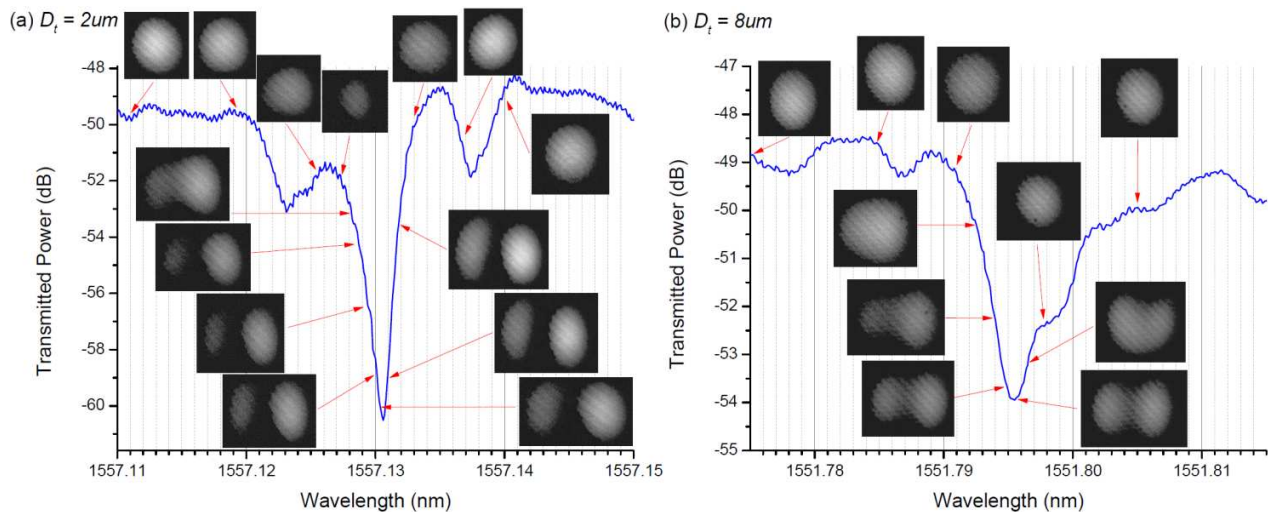 (a) D_t = 2um
-48
-50
-52
-54
-56
-58
-60
Transmitted Power (dB)
1557.11 1557.12 1557.13 1557.14 1557.15
Wavelength (nm)
(b) D_t = 8um
-47
-48
-49
-50
-51
-52
-53
-54
-55
Transmitted Power (dB)
1551.78 1551.79 1551.80 1551.81
Wavelength (nm)